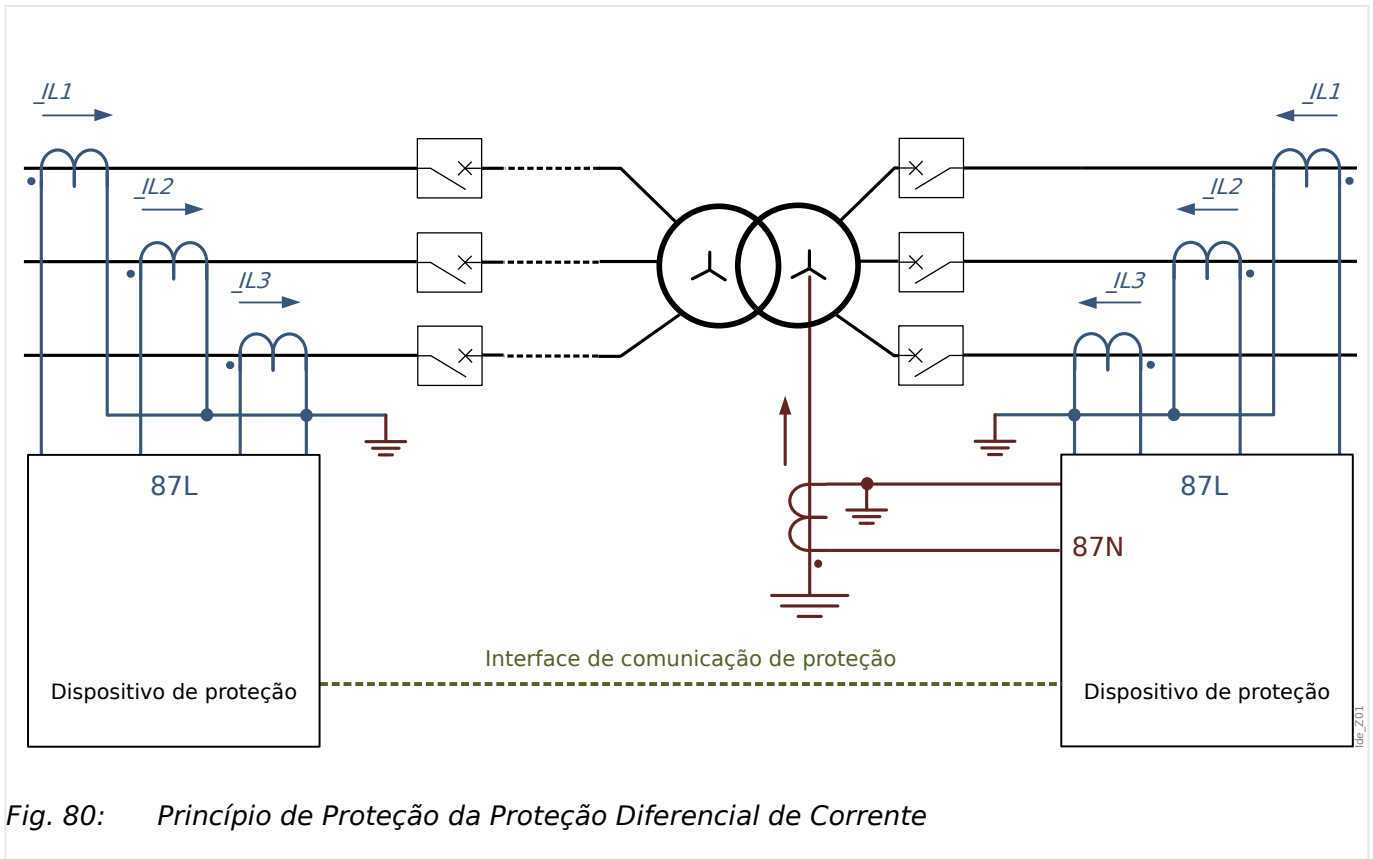 _IL1
_IL1
_IL2
_IL2
_IL3
_IL3
87L
87L
87N
Interface de comunicação de proteção
Dispositivo de proteção
Dispositivo de proteção
lde_Z01
Fig. 80: Princípio de Proteção da Proteção Diferencial de Corrente